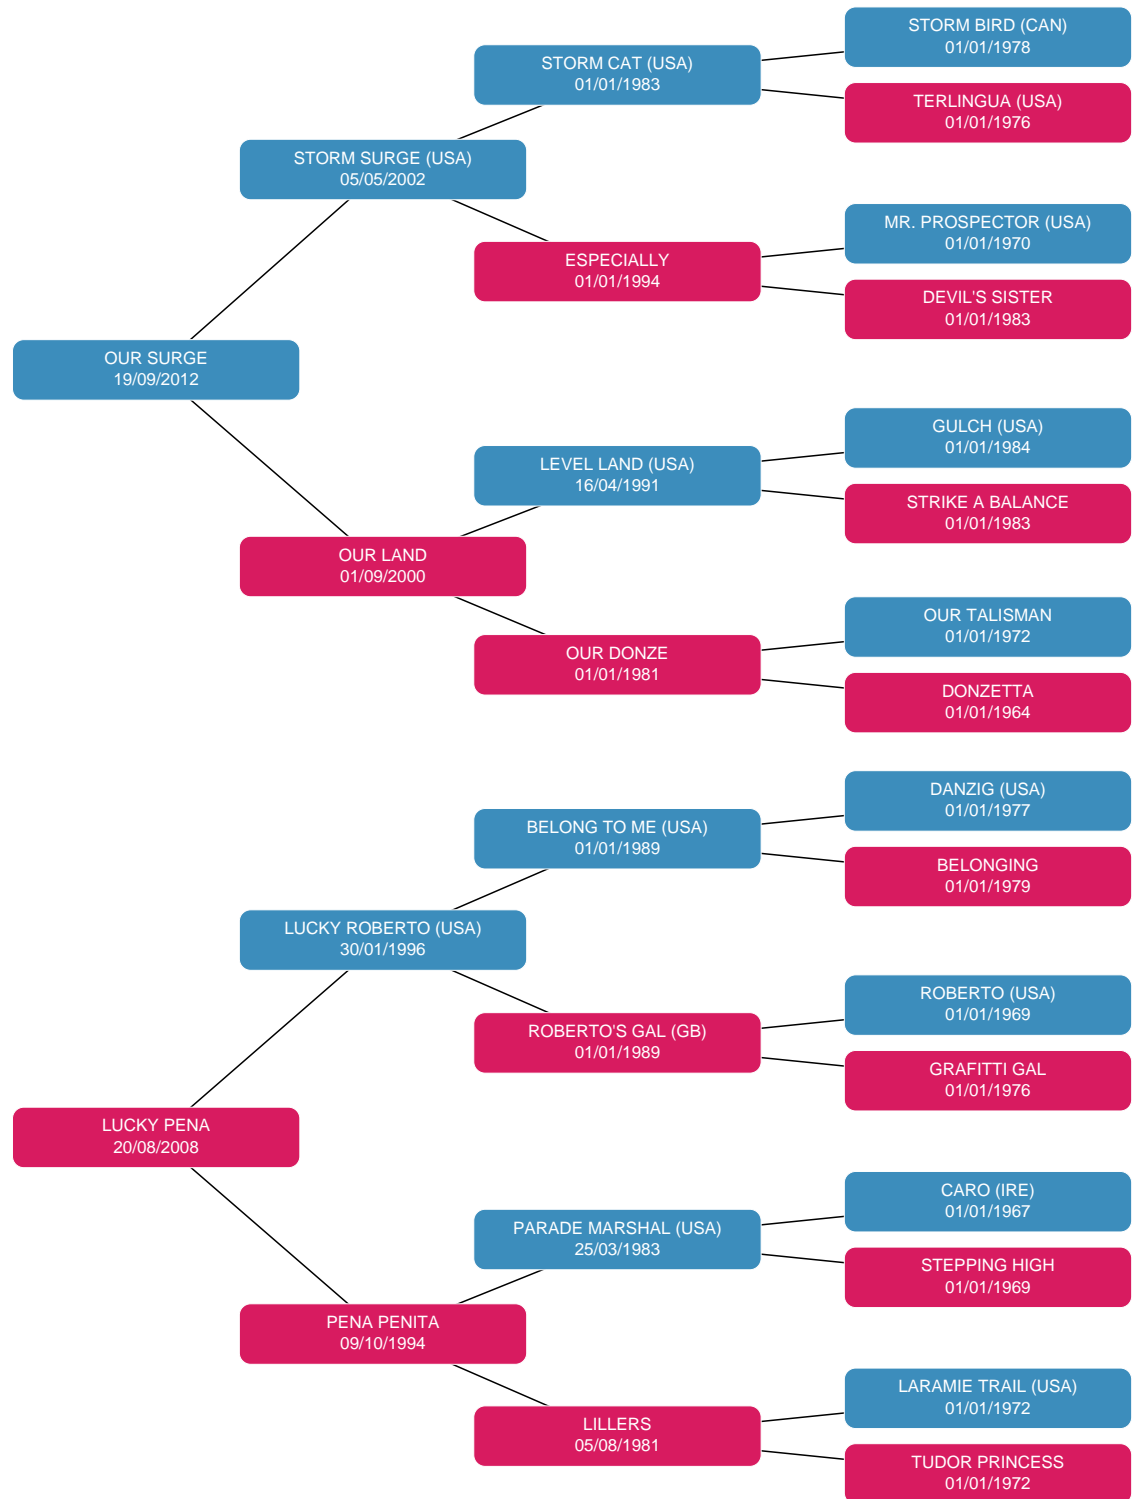 STORM BIRD (CAN)
01/01/1978
STORM CAT (USA)
01/01/1983
TERLINGUA (USA)
01/01/1976
STORM SURGE (USA)
05/05/2002
MR. PROSPECTOR (USA)
01/01/1970
ESPECIALLY
01/01/1994
DEVIL'S SISTER
01/01/1983
OUR SURGE
19/09/2012
GULCH (USA)
01/01/1984
LEVEL LAND (USA)
16/04/1991
STRIKE A BALANCE
01/01/1983
OUR LAND
01/09/2000
OUR TALISMAN
01/01/1972
OUR DONZE
01/01/1981
DONZETTA
01/01/1964
DANZIG (USA)
01/01/1977
BELONG TO ME (USA)
01/01/1989
BELONGING
01/01/1979
LUCKY ROBERTO (USA)
30/01/1996
ROBERTO (USA)
01/01/1969
ROBERTO'S GAL (GB)
01/01/1989
GRAFITTI GAL
01/01/1976
LUCKY PENA
20/08/2008
CARO (IRE)
01/01/1967
PARADE MARSHAL (USA)
25/03/1983
STEPPING HIGH
01/01/1969
PENA PENITA
09/10/1994
LARAMIE TRAIL (USA)
01/01/1972
LILLERS
05/08/1981
TUDOR PRINCESS
01/01/1972